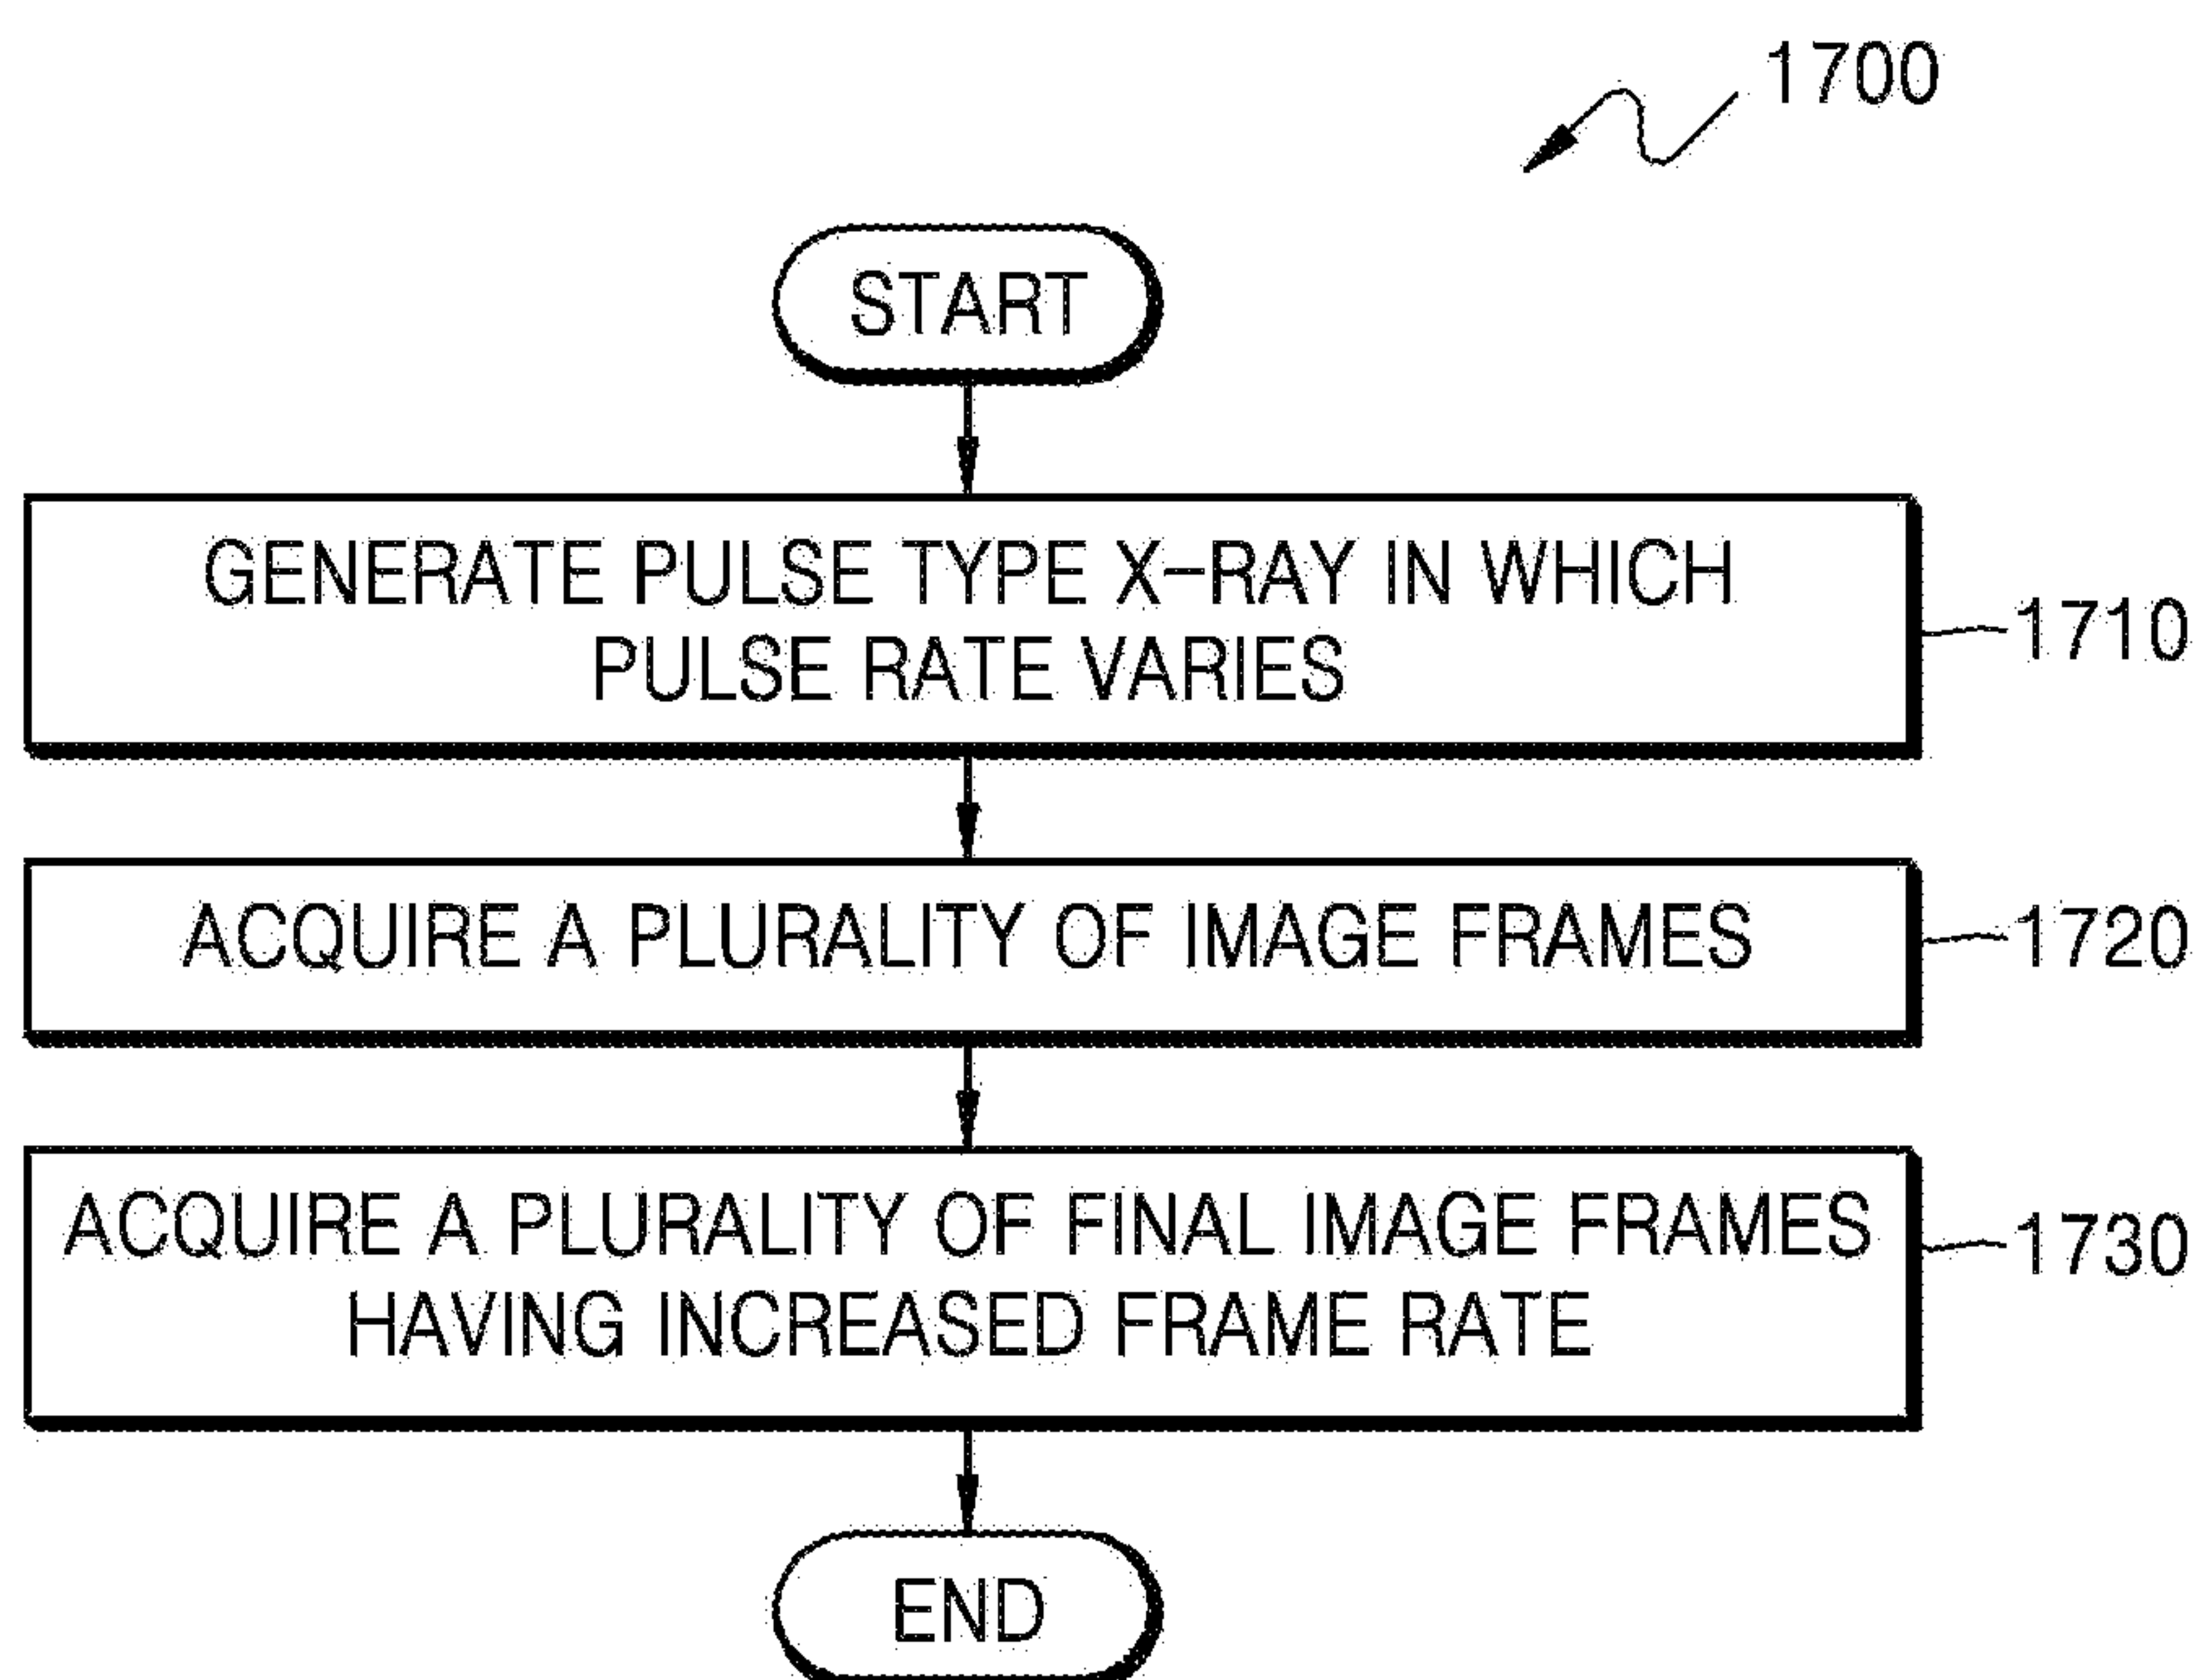 1700
START
GENERATE PULSE TYPE X-RAY IN WHICH
PULSE RATE VARIES
1710
ACQUIRE A PLURALITY OF IMAGE FRAMES
1720
ACQUIRE A PLURALITY OF FINAL IMAGE FRAMES
HAVING INCREASED FRAME RATE
1730
END